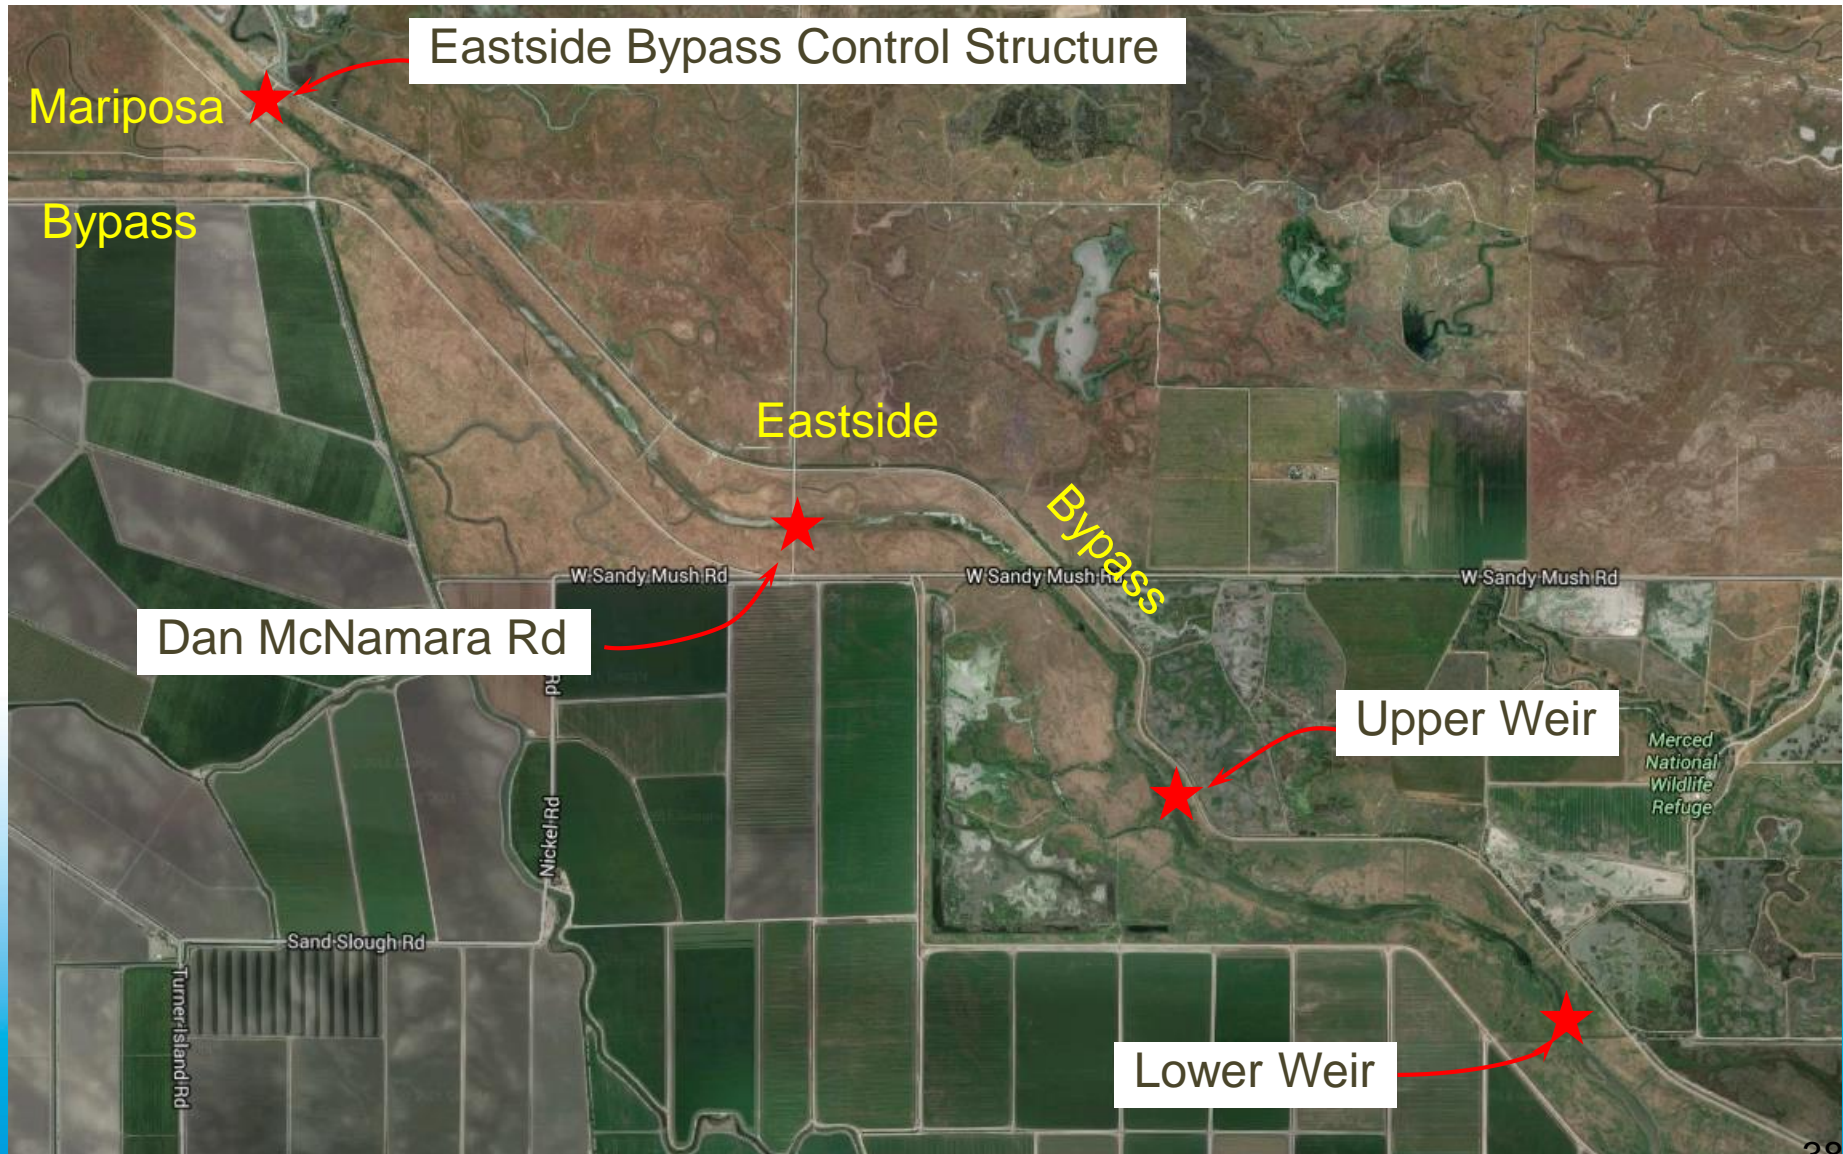 Eastside Bypass Control Structure
Mariposa
Bypass
Eastside
Bypass
W Sandy Mush Rd
W Sandy Mush
W Sandy Mush Rd
Dan McNamara Rd
Rd
Upper Weir
Merced
National
Wildlife
Refuge
Nickel Rd
Sand Slough Rd
Turner Island Rd
Lower Weir
38